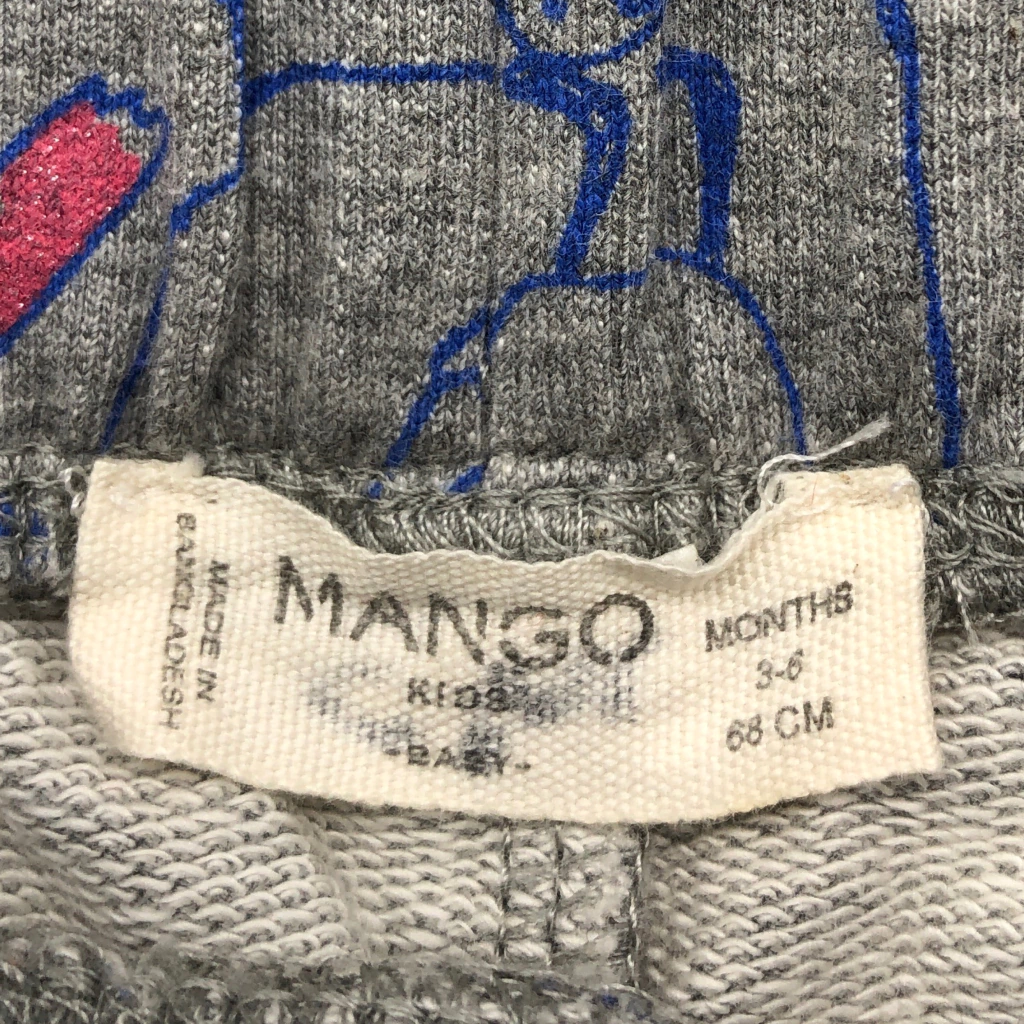 MADE IN
BANGLADESH
MANGO
KIDS
-BABY-
MONTHS
3-6
68 CM